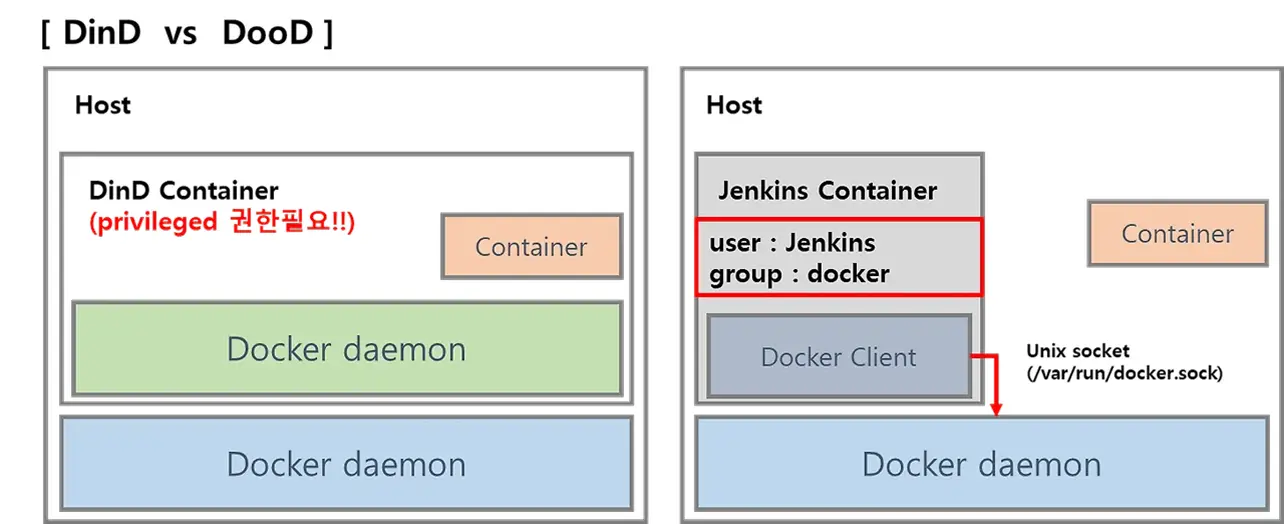 [ DinD vs DooD ]
Host
DinD Container
(privileged 권한필요!!)
Container
Docker daemon
Docker daemon
Host
Jenkins Container
user : Jenkins
group : docker
Container
Docker Client
Unix socket
(/var/run/docker.sock)
Docker daemon